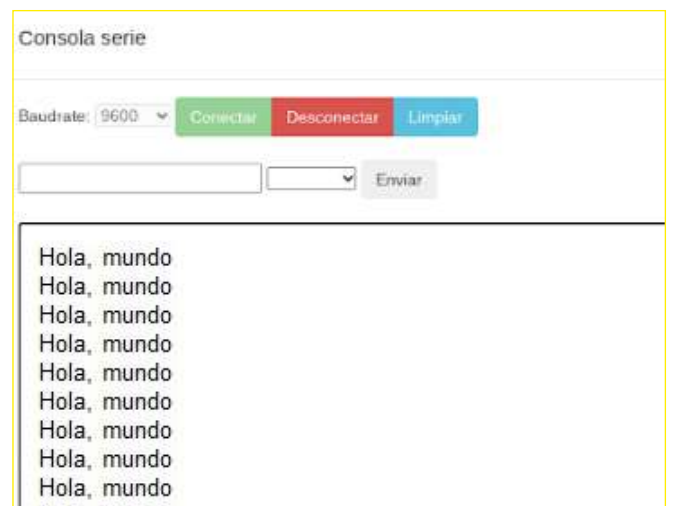 Consola serie
Baudrate: 9600 Conectar Desconectar Limpiar
Enviar
Hola, mundo
Hola, mundo
Hola, mundo
Hola, mundo
Hola, mundo
Hola, mundo
Hola, mundo
Hola, mundo
Hola, mundo